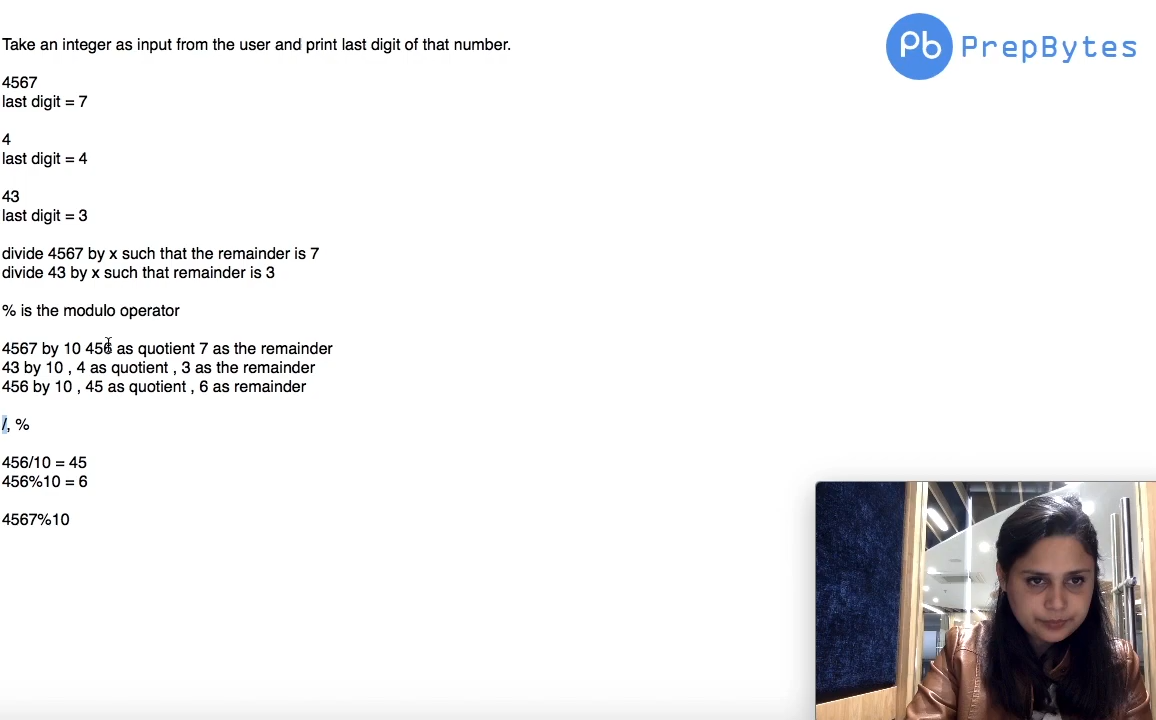 Take an integer as input from the user and print last digit of that number.
Pb PrepBytes
4567
last digit = 7
4
last digit = 4
43
last digit = 3
divide 4567 by x such that the remainder is 7
divide 43 by x such that remainder is 3
% is the modulo operator
4567 by 10 456 as quotient 7 as the remainder
43 by 10 , 4 as quotient , 3 as the remainder
456 by 10 , 45 as quotient , 6 as remainder
/, %
456/10 = 45
456%10 = 6
4567%10